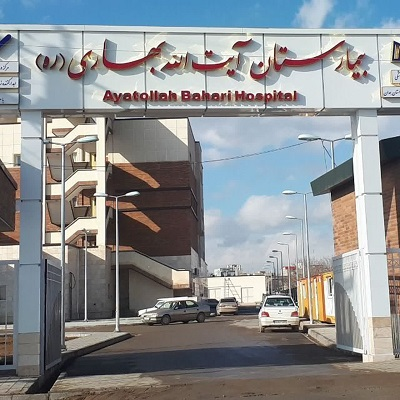 بیمارستان آیت الله بهاری (ره)
Ayatollah Bahari Hospital